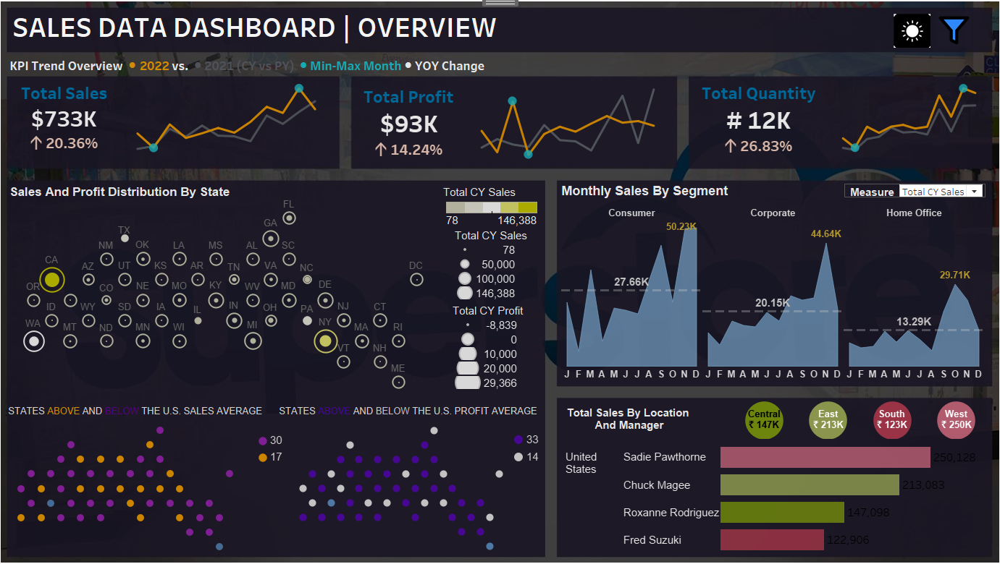 SALES DATA DASHBOARD | OVERVIEW
KPI Trend Overview 2022 vs. 2021 (CY vs PY) Min-Max Month YOY Change
Total Sales
$733K
↑ 20.36%
Total Profit
$93K
↑ 14.24%
Total Quantity
# 12K
↑ 26.83%
Sales And Profit Distribution By State
FL
GA
TX
NM OK LA MS AL SC
CA AZ UT KS AR TN VA NC DC
OR CO NE MO KY WV MD DE
ID WY SD IA IL IN OH PA NJ CT
WA MT ND MN WI MI NY MA RI
VT NH
ME
Total CY Sales
78 146,388
Total CY Sales
78
50,000
100,000
146,388
Total CY Profit
-8,839
0
10,000
20,000
29,366
STATES ABOVE AND BELOW THE U.S. SALES AVERAGE
30
17
STATES ABOVE AND BELOW THE U.S. PROFIT AVERAGE
33
14
Monthly Sales By Segment
Measure Total CY Sales
Consumer Corporate Home Office
50.23K
44.64K
29.71K
27.66K
20.15K
13.29K
J F M A M J J A S O N D J F M A M J J A S O N D J F M A M J J A S O N D
Total Sales By Location
And Manager
Central
₹ 147K
East
₹ 213K
South
₹ 123K
West
₹ 250K
United
States
Sadie Pawthorne 250,128
Chuck Magee 213,083
Roxanne Rodriguez 147,098
Fred Suzuki 122,906